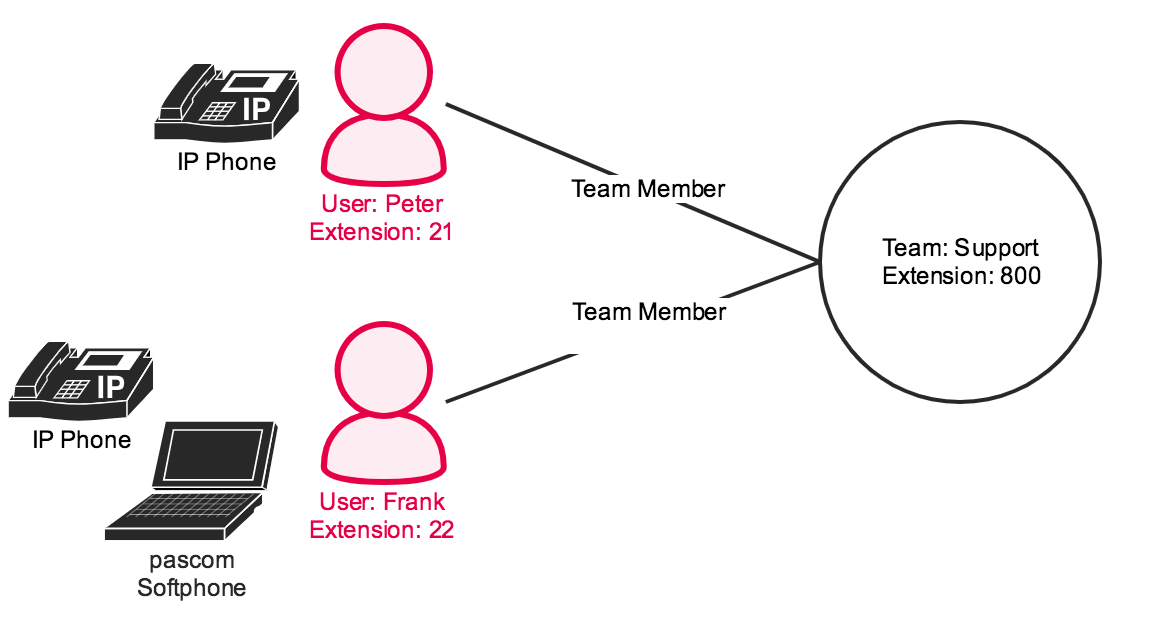 IP
IP Phone
User: Peter
Extension: 21
Team Member
Team: Support
Extension: 800
Team Member
IP
IP Phone
User: Frank
Extension: 22
pascom
Softphone